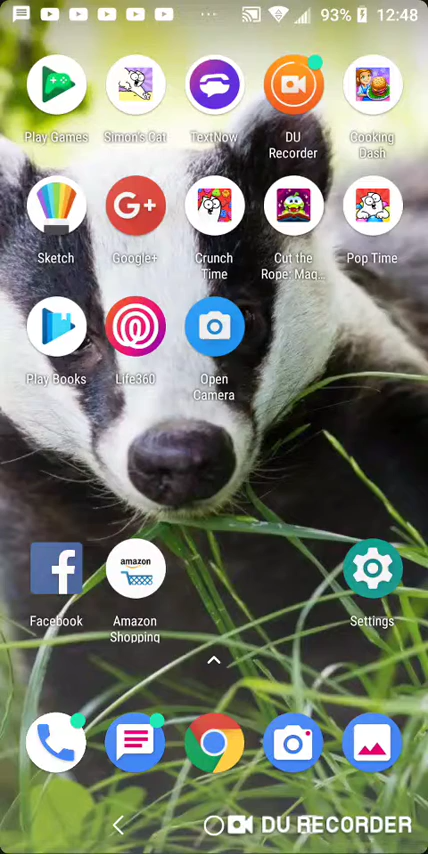 93% 12:48
Play Games Simon's Cat TextNow DU Recorder Cooking Dash
G+
Sketch Google+ Crunch Time Cut the Rope: Mag... Pop Time
Play Books Life360 Open Camera
f amazon
Facebook Amazon Shopping Settings
DU RECORDER